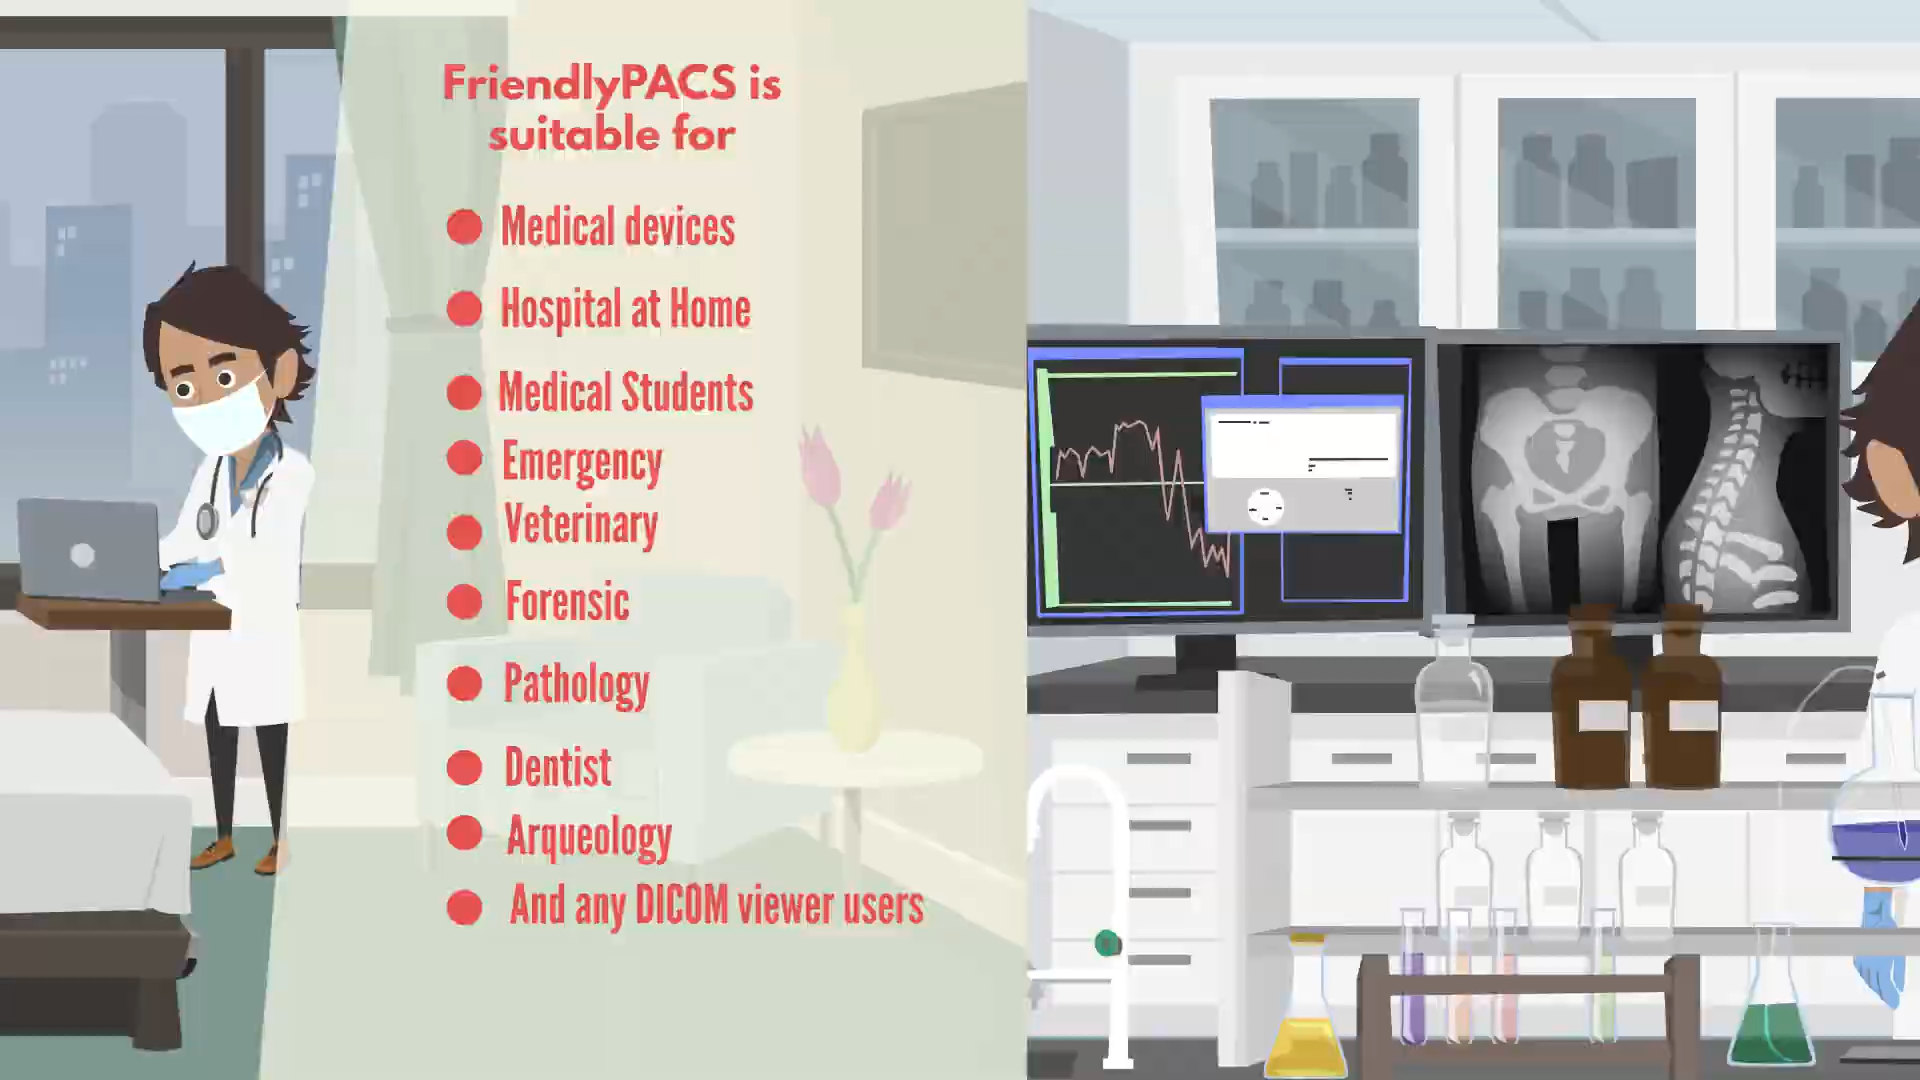 FriendlyPACS is
suitable for
Medical devices
Hospital at Home
Medical Students
Emergency
Veterinary
Forensic
Pathology
Dentist
Arqueology
And any DICOM viewer users